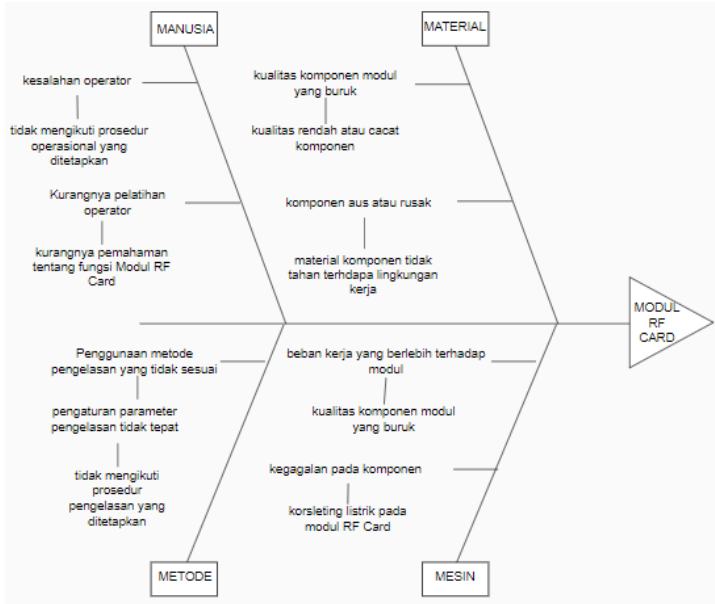 MANUSIA
MATERIAL
kesalahan operator
tidak mengikuti prosedur
operasional yang
ditetapkan
Kurangnya pelatihan
operator
kurangnya pemahaman
tentang fungsi Modul RF
Card
kualitas komponen modul
yang buruk
kualitas rendah atau cacat
komponen
komponen aus atau rusak
material komponen tidak
tahan terhdapa lingkungan
kerja
MODUL
RF
CARD
Penggunaan metode
pengelasan yang tidak sesuai
pengaturan parameter
pengelasan tidak tepat
tidak mengikuti
prosedur
pengelasan yang
ditetapkan
beban kerja yang berlebih terhadap
modul
kualitas komponen modul
yang buruk
kegagalan pada komponen
korsleting listrik pada
modul RF Card
METODE
MESIN